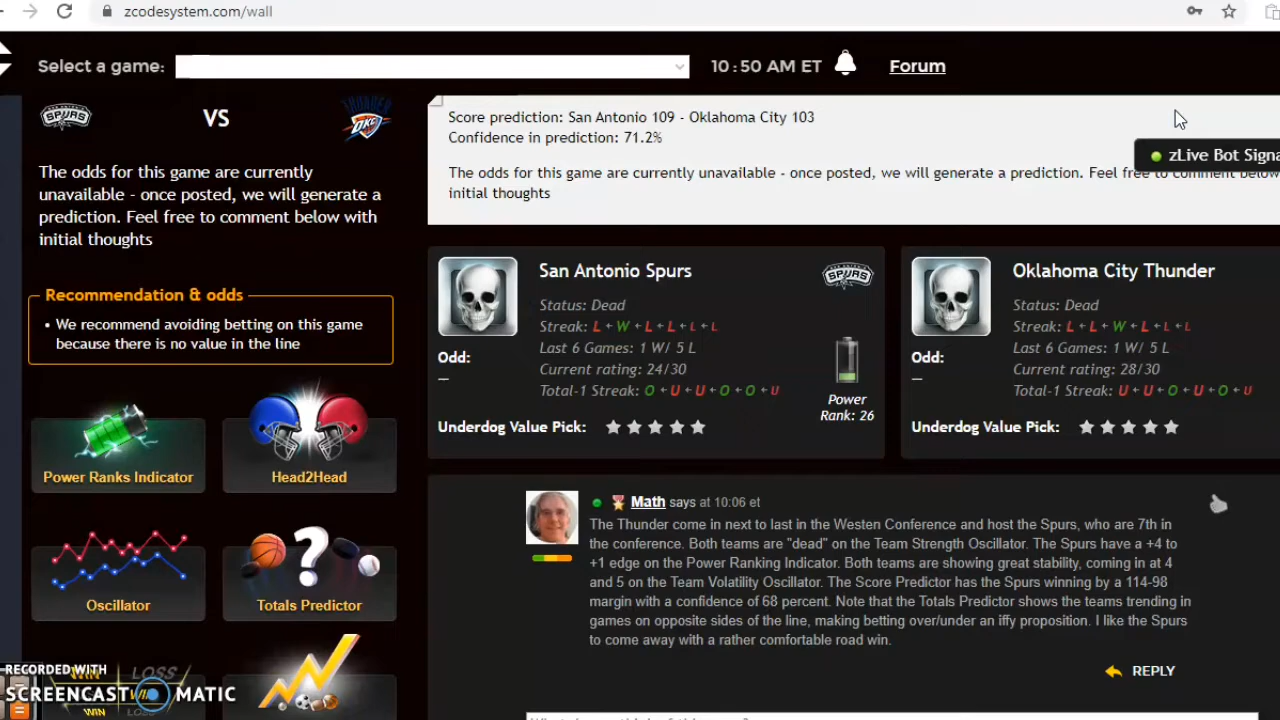 zcodesystem.com/wall
Select a game:
10:50 AM ET
Forum
SPURS
VS
THUNDER
OKC
The odds for this game are currently
unavailable - once posted, we will generate a
prediction. Feel free to comment below with
initial thoughts
Recommendation & odds
• We recommend avoiding betting on this game
because there is no value in the line
Power Ranks Indicator
Head2Head
Oscillator
Totals Predictor
WIN
LOSS
WIN
Score prediction: San Antonio 109 - Oklahoma City 103
Confidence in prediction: 71.2%
zLive Bot Signa
The odds for this game are currently unavailable - once posted, we will generate a prediction. Feel free to comment below
initial thoughts
San Antonio Spurs
SPURS
Status: Dead
Streak: L ← W ← L ← L ← L ← L
Last 6 Games: 1 W/ 5 L
Odd:
—
Current rating: 24/30
Total-1 Streak: O ← U ← U ← O ← O ← U
Power
Rank: 26
Underdog Value Pick:
Oklahoma City Thunder
Status: Dead
Streak: L ← L ← W ← L ← L ← L
Last 6 Games: 1 W/ 5 L
Odd:
—
Current rating: 28/30
Total-1 Streak: U ← U ← O ← U ← O ← U
Underdog Value Pick:
Math says at 10:06 et
The Thunder come in next to last in the Westen Conference and host the Spurs, who are 7th in
the conference. Both teams are "dead" on the Team Strength Oscillator. The Spurs have a +4 to
+1 edge on the Power Ranking Indicator. Both teams are showing great stability, coming in at 4
and 5 on the Team Volatility Oscillator. The Score Predictor has the Spurs winning by a 114-98
margin with a confidence of 68 percent. Note that the Totals Predictor shows the teams trending in
games on opposite sides of the line, making betting over/under an iffy proposition. I like the Spurs
to come away with a rather comfortable road win.
REPLY
RECORDED WITH
SCREENCAST MATIC